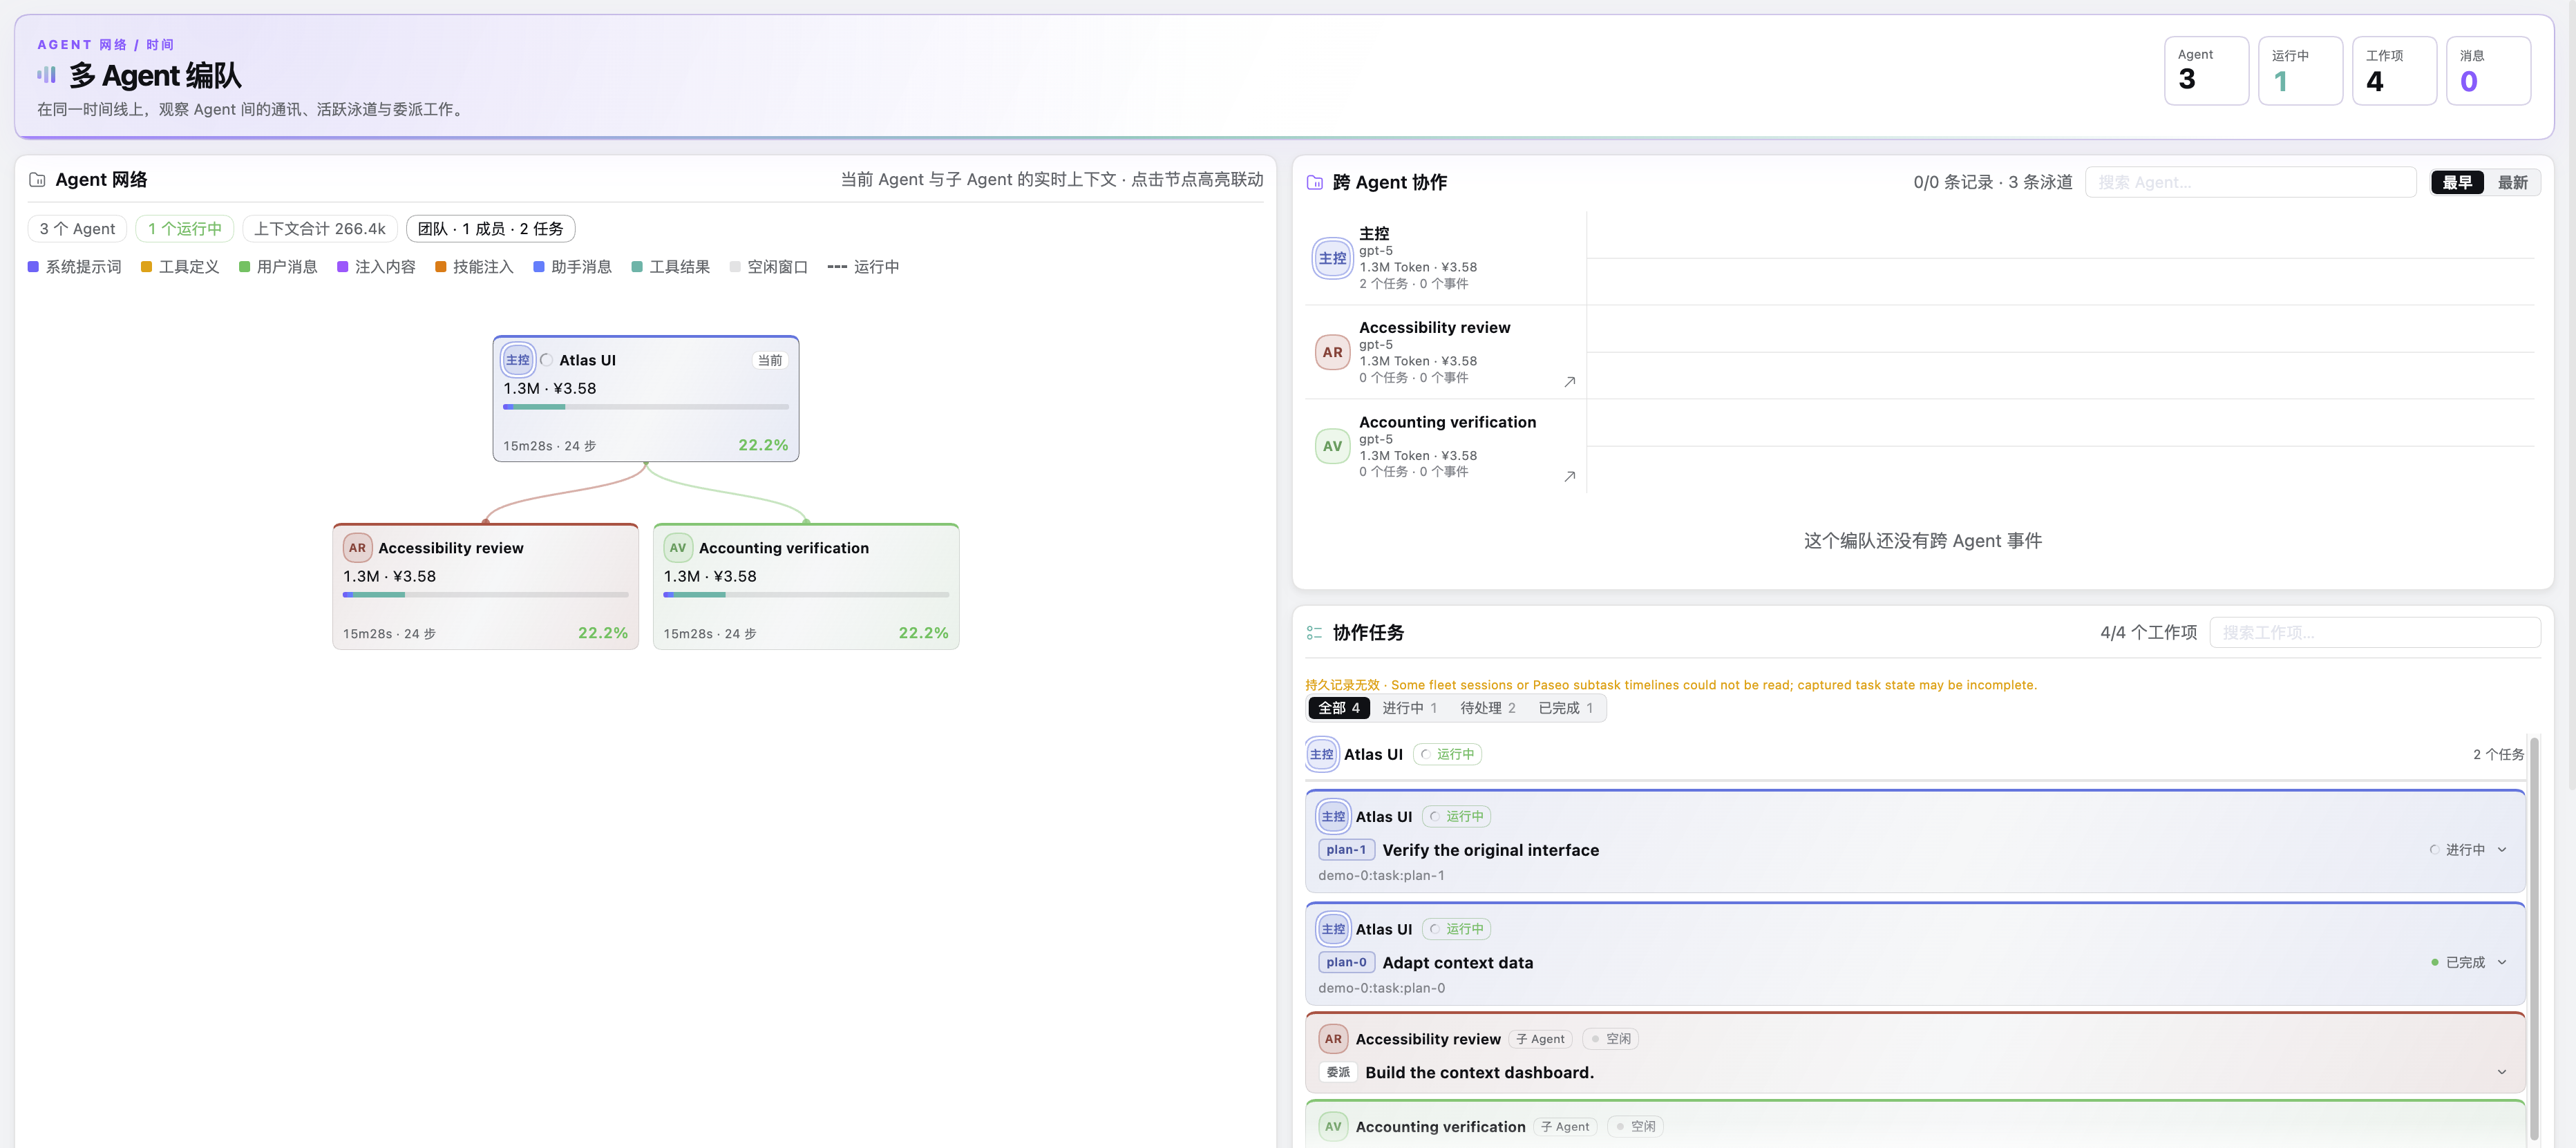 AGENT 网络 / 时间
多 Agent 编队
在同一时间线上，观察 Agent 间的通讯、活跃泳道与委派工作。
Agent
3
运行中
1
工作项
4
消息
0
Agent 网络
当前 Agent 与子 Agent 的实时上下文 · 点击节点高亮联动
3 个 Agent
1 个运行中
上下文合计 266.4k
团队 · 1 成员 · 2 任务
系统提示词
工具定义
用户消息
注入内容
技能注入
助手消息
工具结果
空闲窗口
运行中
主控
Atlas UI
当前
1.3M · ¥3.58
15m28s · 24 步
22.2%
AR
Accessibility review
1.3M · ¥3.58
15m28s · 24 步
22.2%
AV
Accounting verification
1.3M · ¥3.58
15m28s · 24 步
22.2%
跨 Agent 协作
0/0 条记录 · 3 条泳道
搜索 Agent...
最早
最新
主控
主控
gpt-5
1.3M Token · ¥3.58
2 个任务 · 0 个事件
AR
Accessibility review
gpt-5
1.3M Token · ¥3.58
0 个任务 · 0 个事件
AV
Accounting verification
gpt-5
1.3M Token · ¥3.58
0 个任务 · 0 个事件
这个编队还没有跨 Agent 事件
协作任务
4/4 个工作项
搜索工作项...
持久记录无效 · Some fleet sessions or Paseo subtask timelines could not be read; captured task state may be incomplete.
全部 4
进行中 1
待处理 2
已完成 1
主控
Atlas UI
运行中
2 个任务
主控
Atlas UI
运行中
plan-1
Verify the original interface
进行中
demo-0:task:plan-1
主控
Atlas UI
运行中
plan-0
Adapt context data
已完成
demo-0:task:plan-0
AR
Accessibility review
子 Agent
空闲
委派
Build the context dashboard.
AV
Accounting verification
子 Agent
空闲